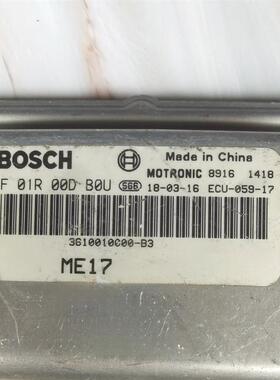 BOSCH
Made in China
MOTRONIC 8916 1418
F 01R 00D B0U SGB 18-03-16 ECU-059-17
3610010C00-B3
ME17